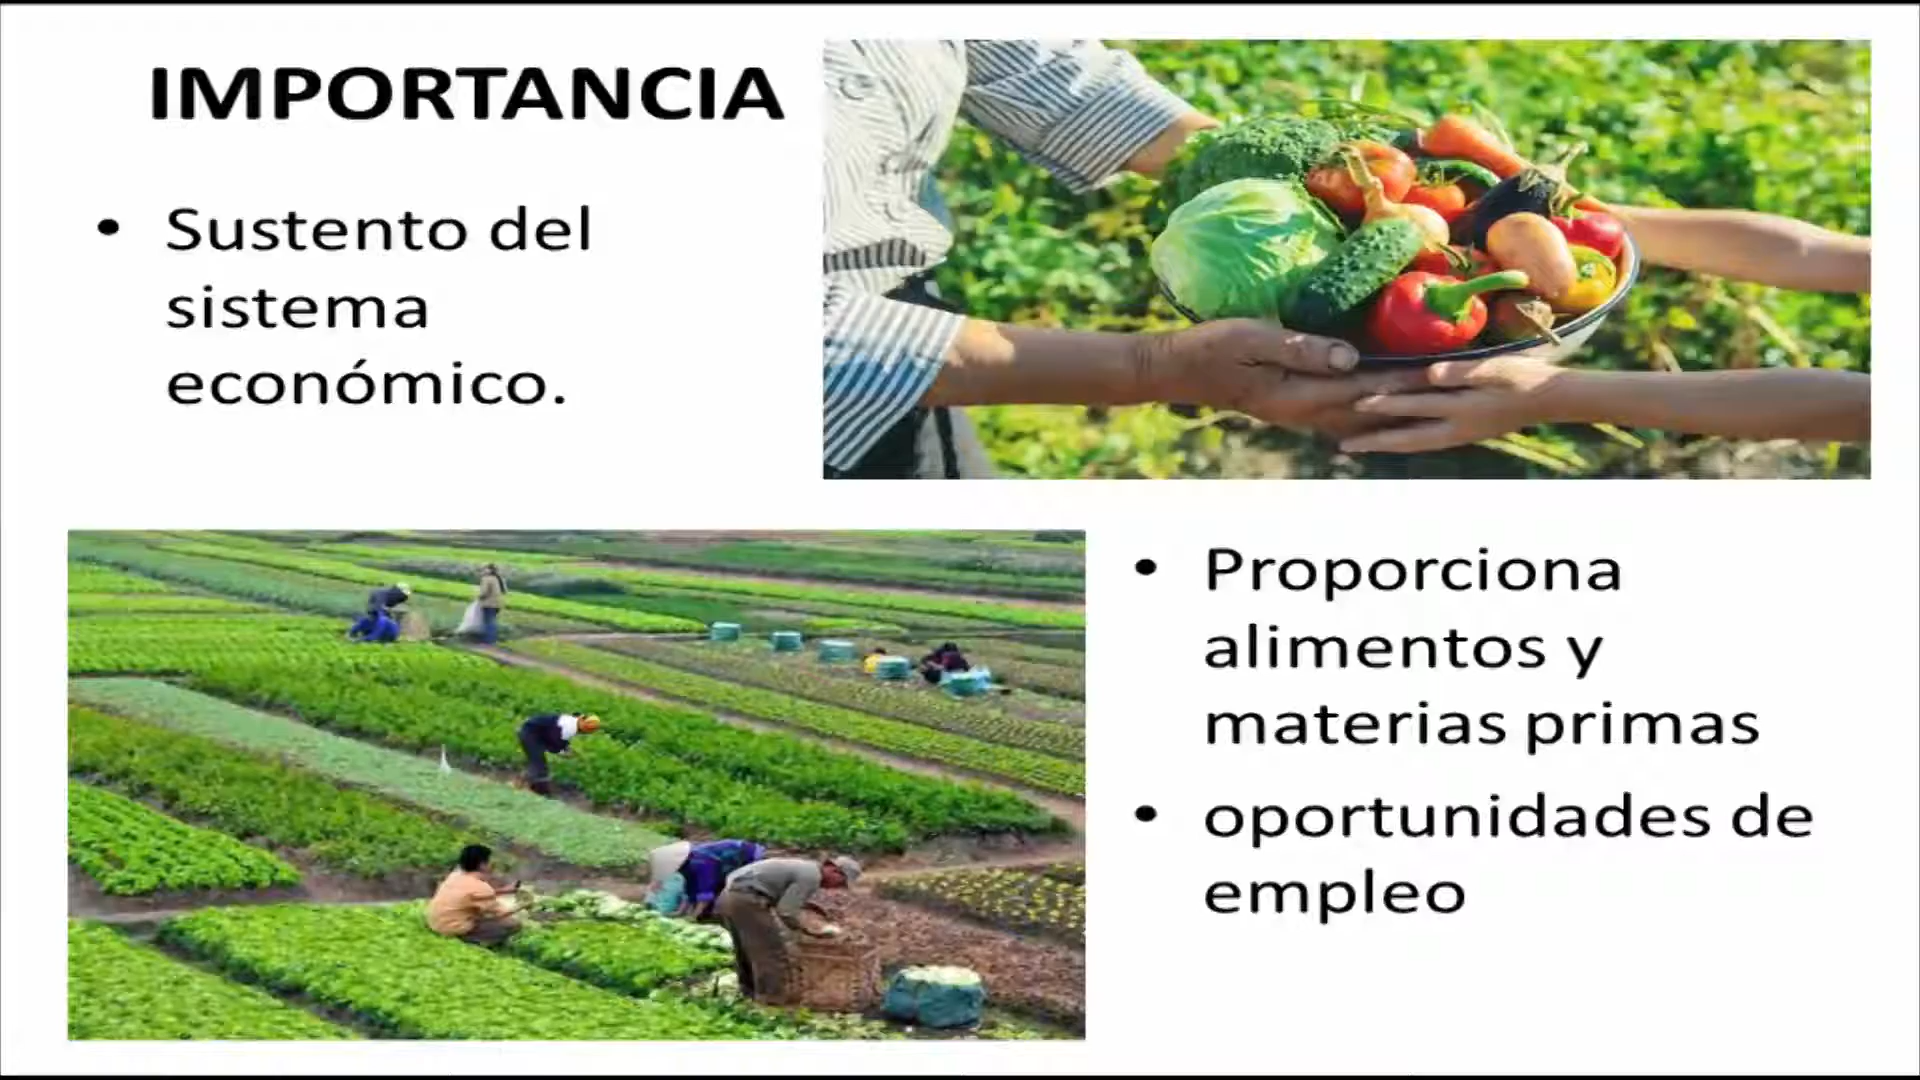 IMPORTANCIA
• Sustento del
sistema
económico.
• Proporciona
alimentos y
materias primas
• oportunidades de
empleo